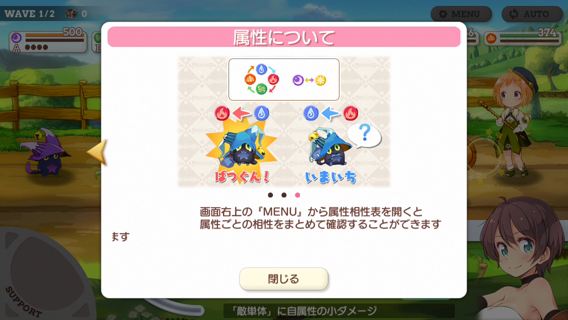 WAVE 1/2
0
MENU
AUTO
500
374
属性について
ばつぐん!
いまいち
?
画面右上の「MENU」から属性相性表を開くと
属性ごとの相性をまとめて確認することができます
ます
閉じる
SUPPORT
「敵単体」に自属性の小ダメージ